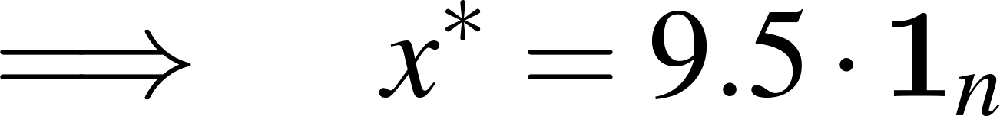 ⟹ x* = 9.5 · 1ₙ